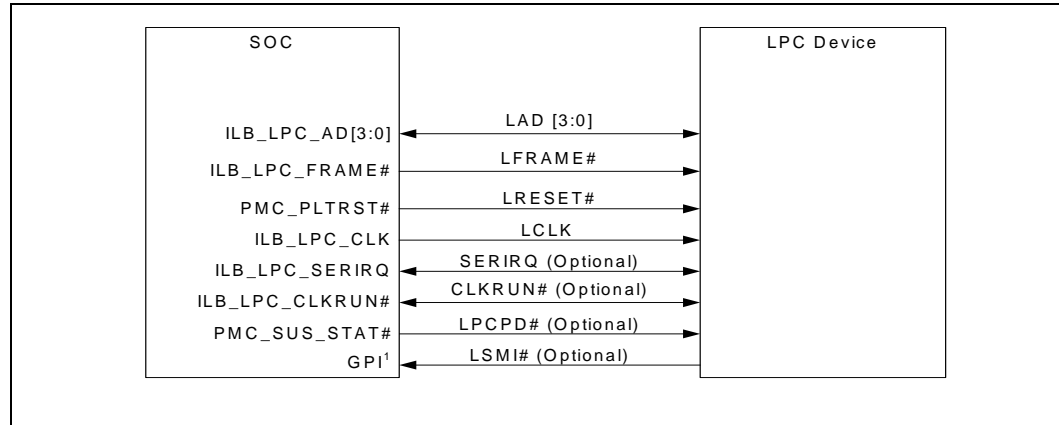 SOC LPC Device
ILB_LPC_AD[3:0] LAD [3:0]
ILB_LPC_FRAME# LFRAME#
PMC_PLTRST# LRESET#
ILB_LPC_CLK LCLK
ILB_LPC_SERIRQ SERIRQ (Optional)
ILB_LPC_CLKRUN# CLKRUN# (Optional)
PMC_SUS_STAT# LPCPD# (Optional)
GPI¹ LSMI# (Optional)